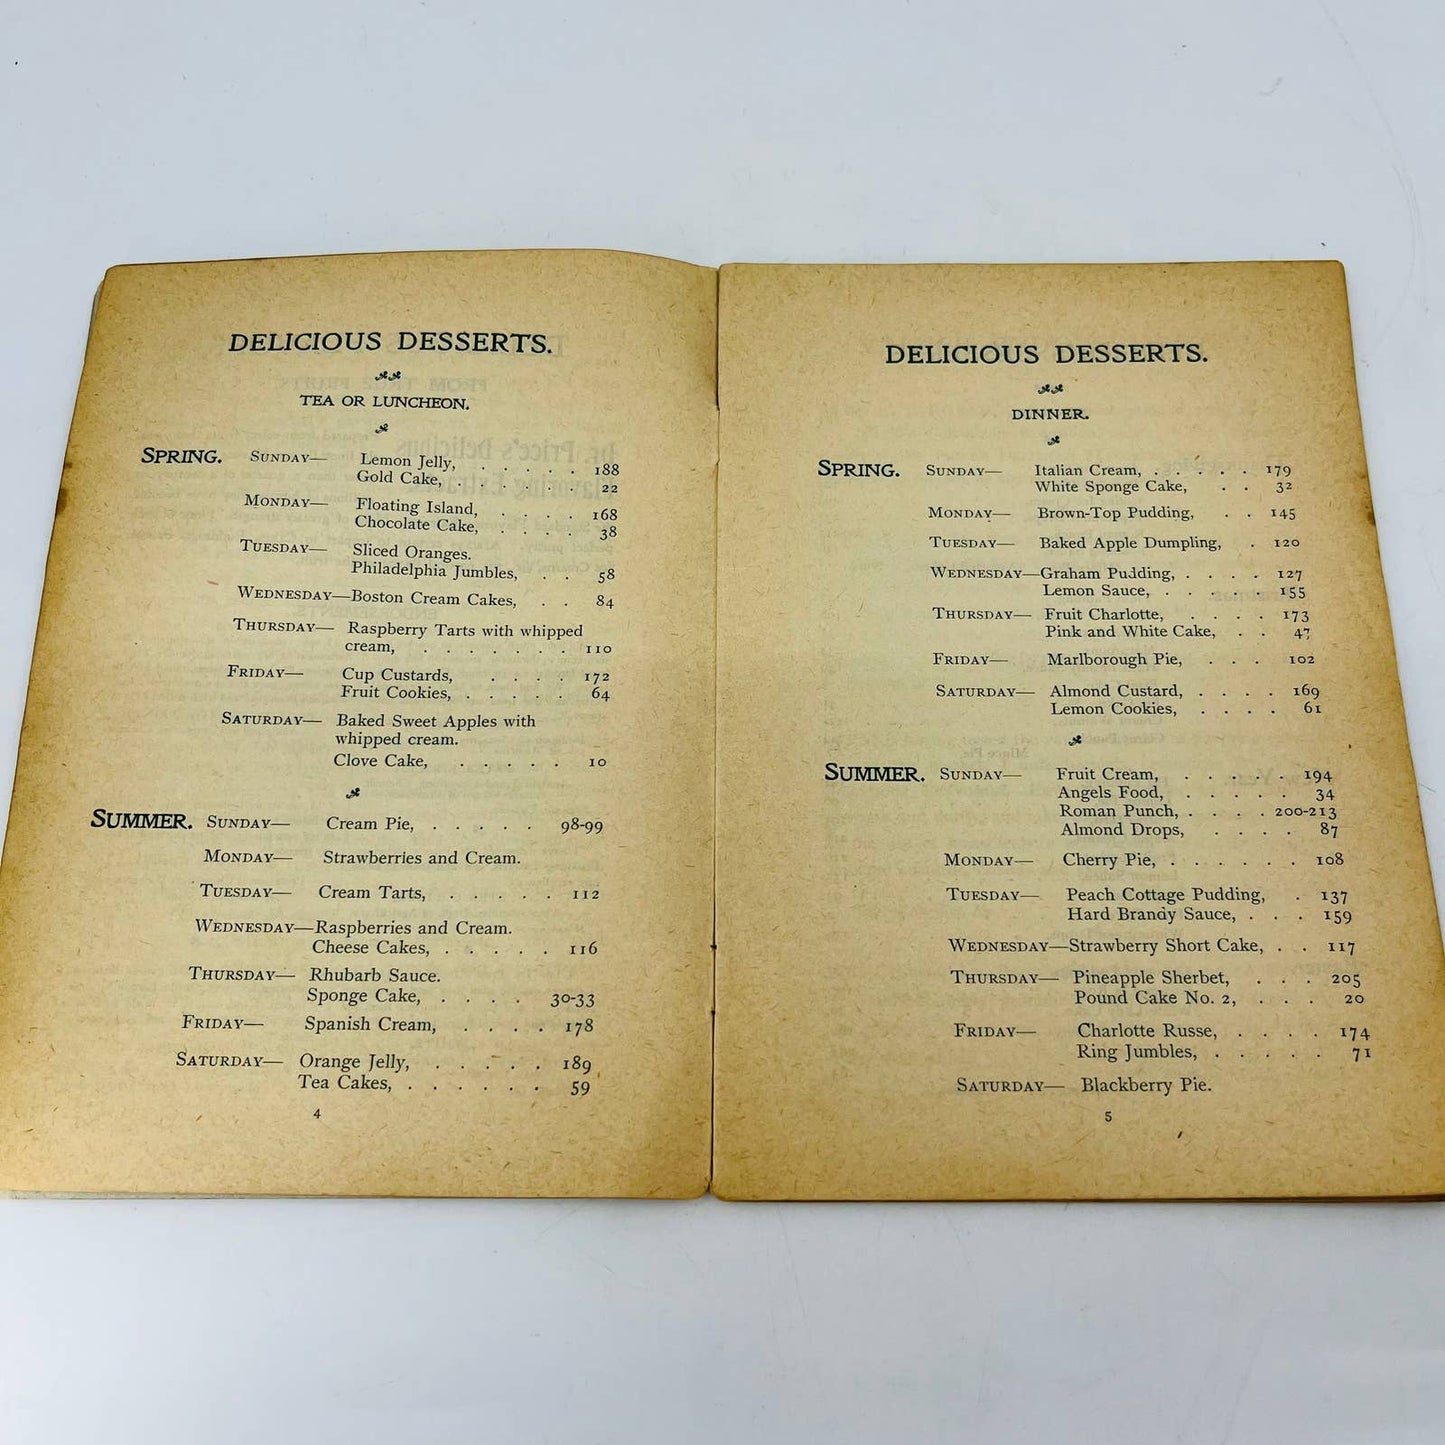 DELICIOUS DESSERTS.
TEA OR LUNCHEON.
SPRING. SUNDAY— Lemon Jelly, . . . . . 188
Gold Cake, . . . . . . 22
MONDAY— Floating Island, . . . . 168
Chocolate Cake, . . . . 38
TUESDAY— Sliced Oranges.
Philadelphia Jumbles, . . 58
WEDNESDAY—Boston Cream Cakes, . . 84
THURSDAY— Raspberry Tarts with whipped
cream, . . . . . . . 110
FRIDAY— Cup Custards, . . . . 172
Fruit Cookies, . . . . . 64
SATURDAY— Baked Sweet Apples with
whipped cream.
Clove Cake, . . . . . 10
SUMMER. SUNDAY— Cream Pie, . . . . . 98-99
MONDAY— Strawberries and Cream.
TUESDAY— Cream Tarts, . . . . . 112
WEDNESDAY—Raspberries and Cream.
Cheese Cakes, . . . . . 116
THURSDAY— Rhubarb Sauce.
Sponge Cake, . . . . 30-33
FRIDAY— Spanish Cream, . . . . 178
SATURDAY— Orange Jelly, . . . . . 189
Tea Cakes, . . . . . . 59
4
DELICIOUS DESSERTS.
DINNER.
SPRING. SUNDAY— Italian Cream, . . . . . 179
White Sponge Cake, . . 32
MONDAY— Brown-Top Pudding, . . 145
TUESDAY— Baked Apple Dumpling, . 120
WEDNESDAY—Graham Pudding, . . . . 127
Lemon Sauce, . . . . . 155
THURSDAY— Fruit Charlotte, . . . . 173
Pink and White Cake, . . 47
FRIDAY— Marlborough Pie, . . . 102
SATURDAY— Almond Custard, . . . . 169
Lemon Cookies, . . . . 61
SUMMER. SUNDAY— Fruit Cream, . . . . . 194
Angels Food, . . . . . 34
Roman Punch, . . . . 200-213
Almond Drops, . . . . 87
MONDAY— Cherry Pie, . . . . . . 108
TUESDAY— Peach Cottage Pudding, . 137
Hard Brandy Sauce, . . . 159
WEDNESDAY—Strawberry Short Cake, . . 117
THURSDAY— Pineapple Sherbet, . . . 205
Pound Cake No. 2, . . . 20
FRIDAY— Charlotte Russe, . . . . 174
Ring Jumbles, . . . . . 71
SATURDAY— Blackberry Pie.
5